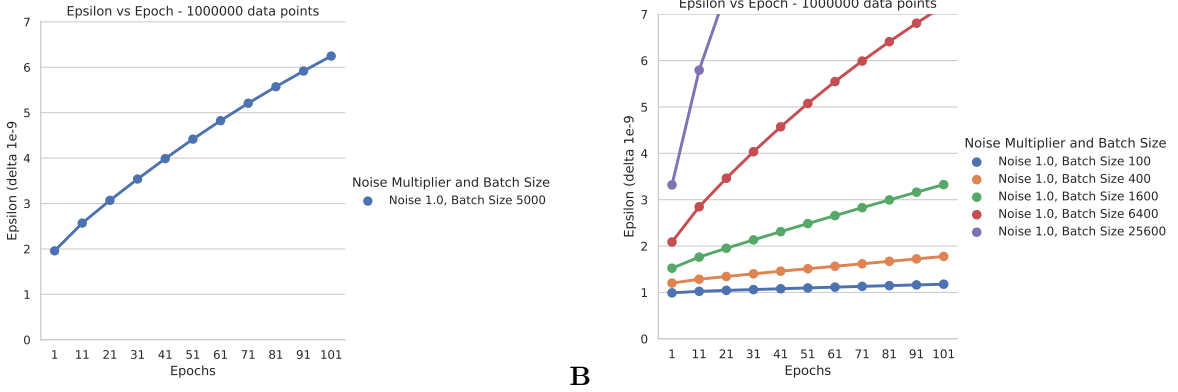 Epsilon vs Epoch - 1000000 data points
7
6
5
4
3
2
1
0
Epsilon (delta 1e-9
1 11 21 31 41 51 61 71 81 91 101
Epochs
Noise Multiplier and Batch Size
Noise 1.0, Batch Size 5000
B
Epsilon vs Epoch - 1000000 data points
7
6
5
4
3
2
1
0
Epsilon (delta 1e-9
1 11 21 31 41 51 61 71 81 91 101
Epochs
Noise Multiplier and Batch Size
Noise 1.0, Batch Size 100
Noise 1.0, Batch Size 400
Noise 1.0, Batch Size 1600
Noise 1.0, Batch Size 6400
Noise 1.0, Batch Size 25600